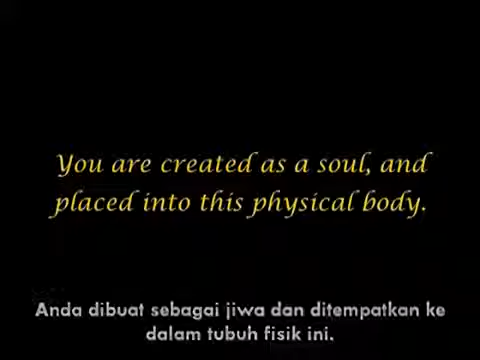 You are created as a soul, and
placed into this physical body.
Anda dibuat sebagai jiwa dan ditempatkan ke
dalam tubuh fisik ini.